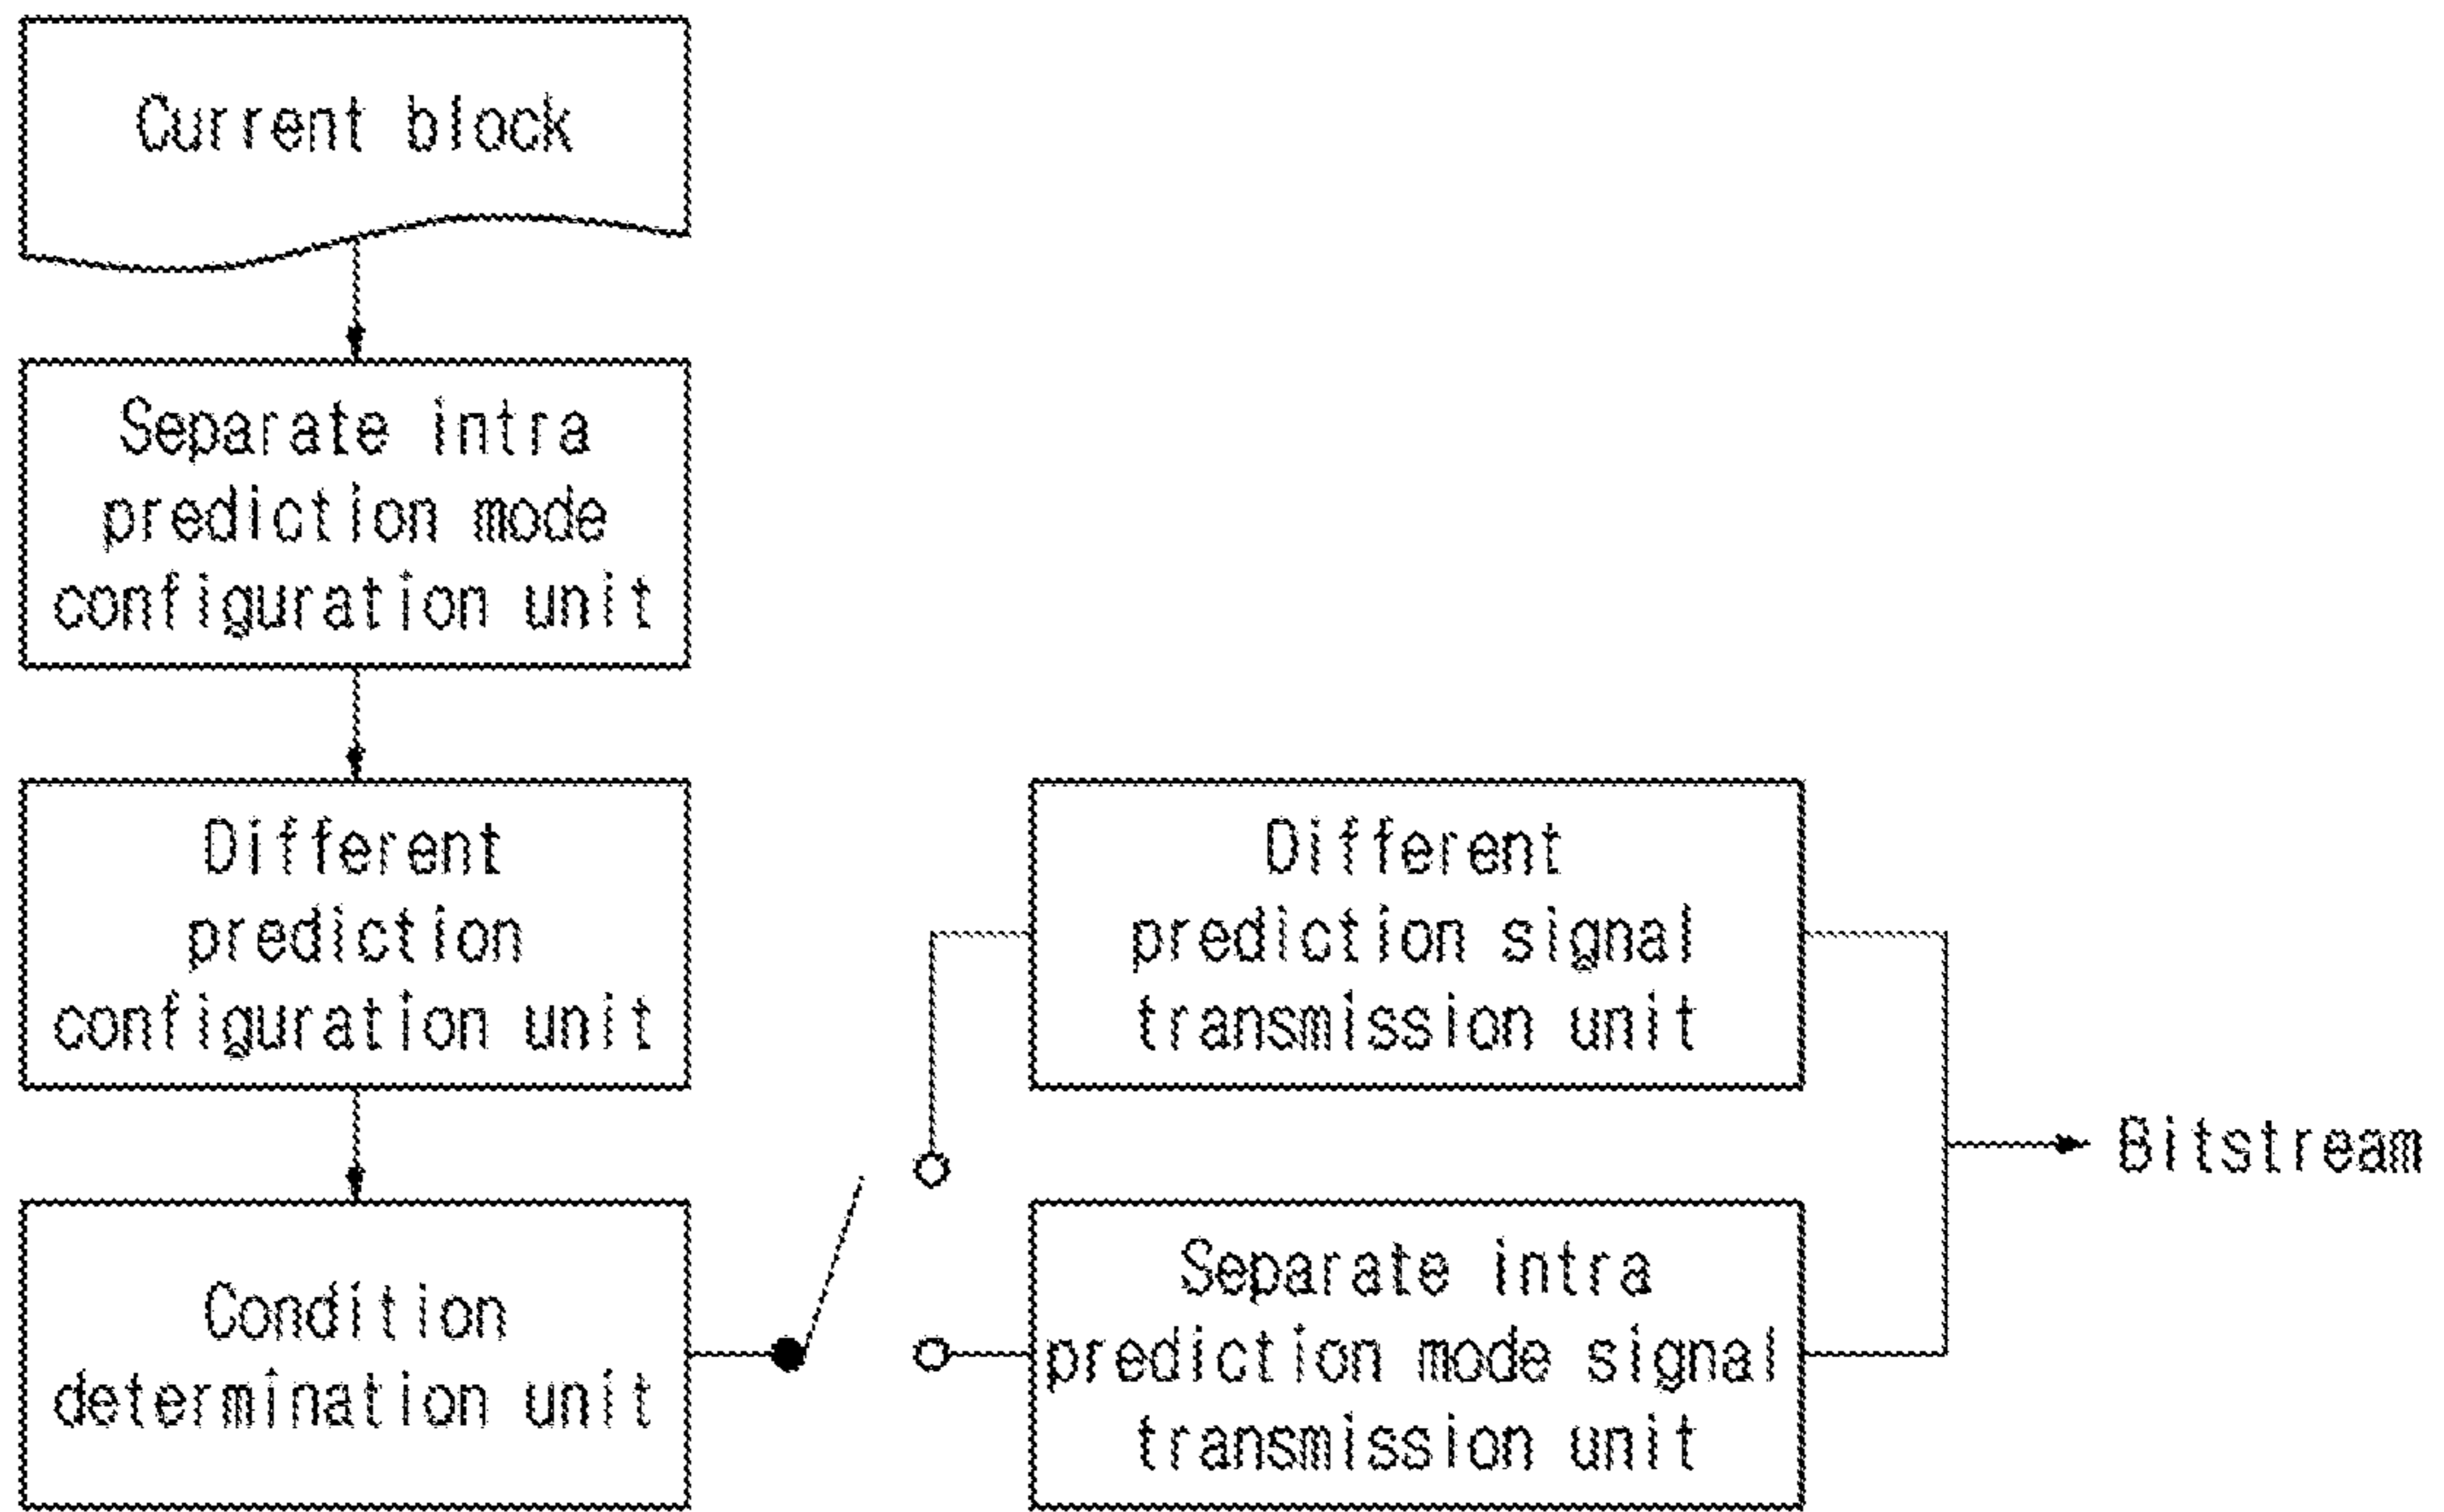 Current block
Separate intra
prediction mode
configuration unit
Different
prediction
configuration unit
Condition
determination unit
Different
prediction signal
transmission unit
Separate intra
prediction mode signal
transmission unit
Bitstream